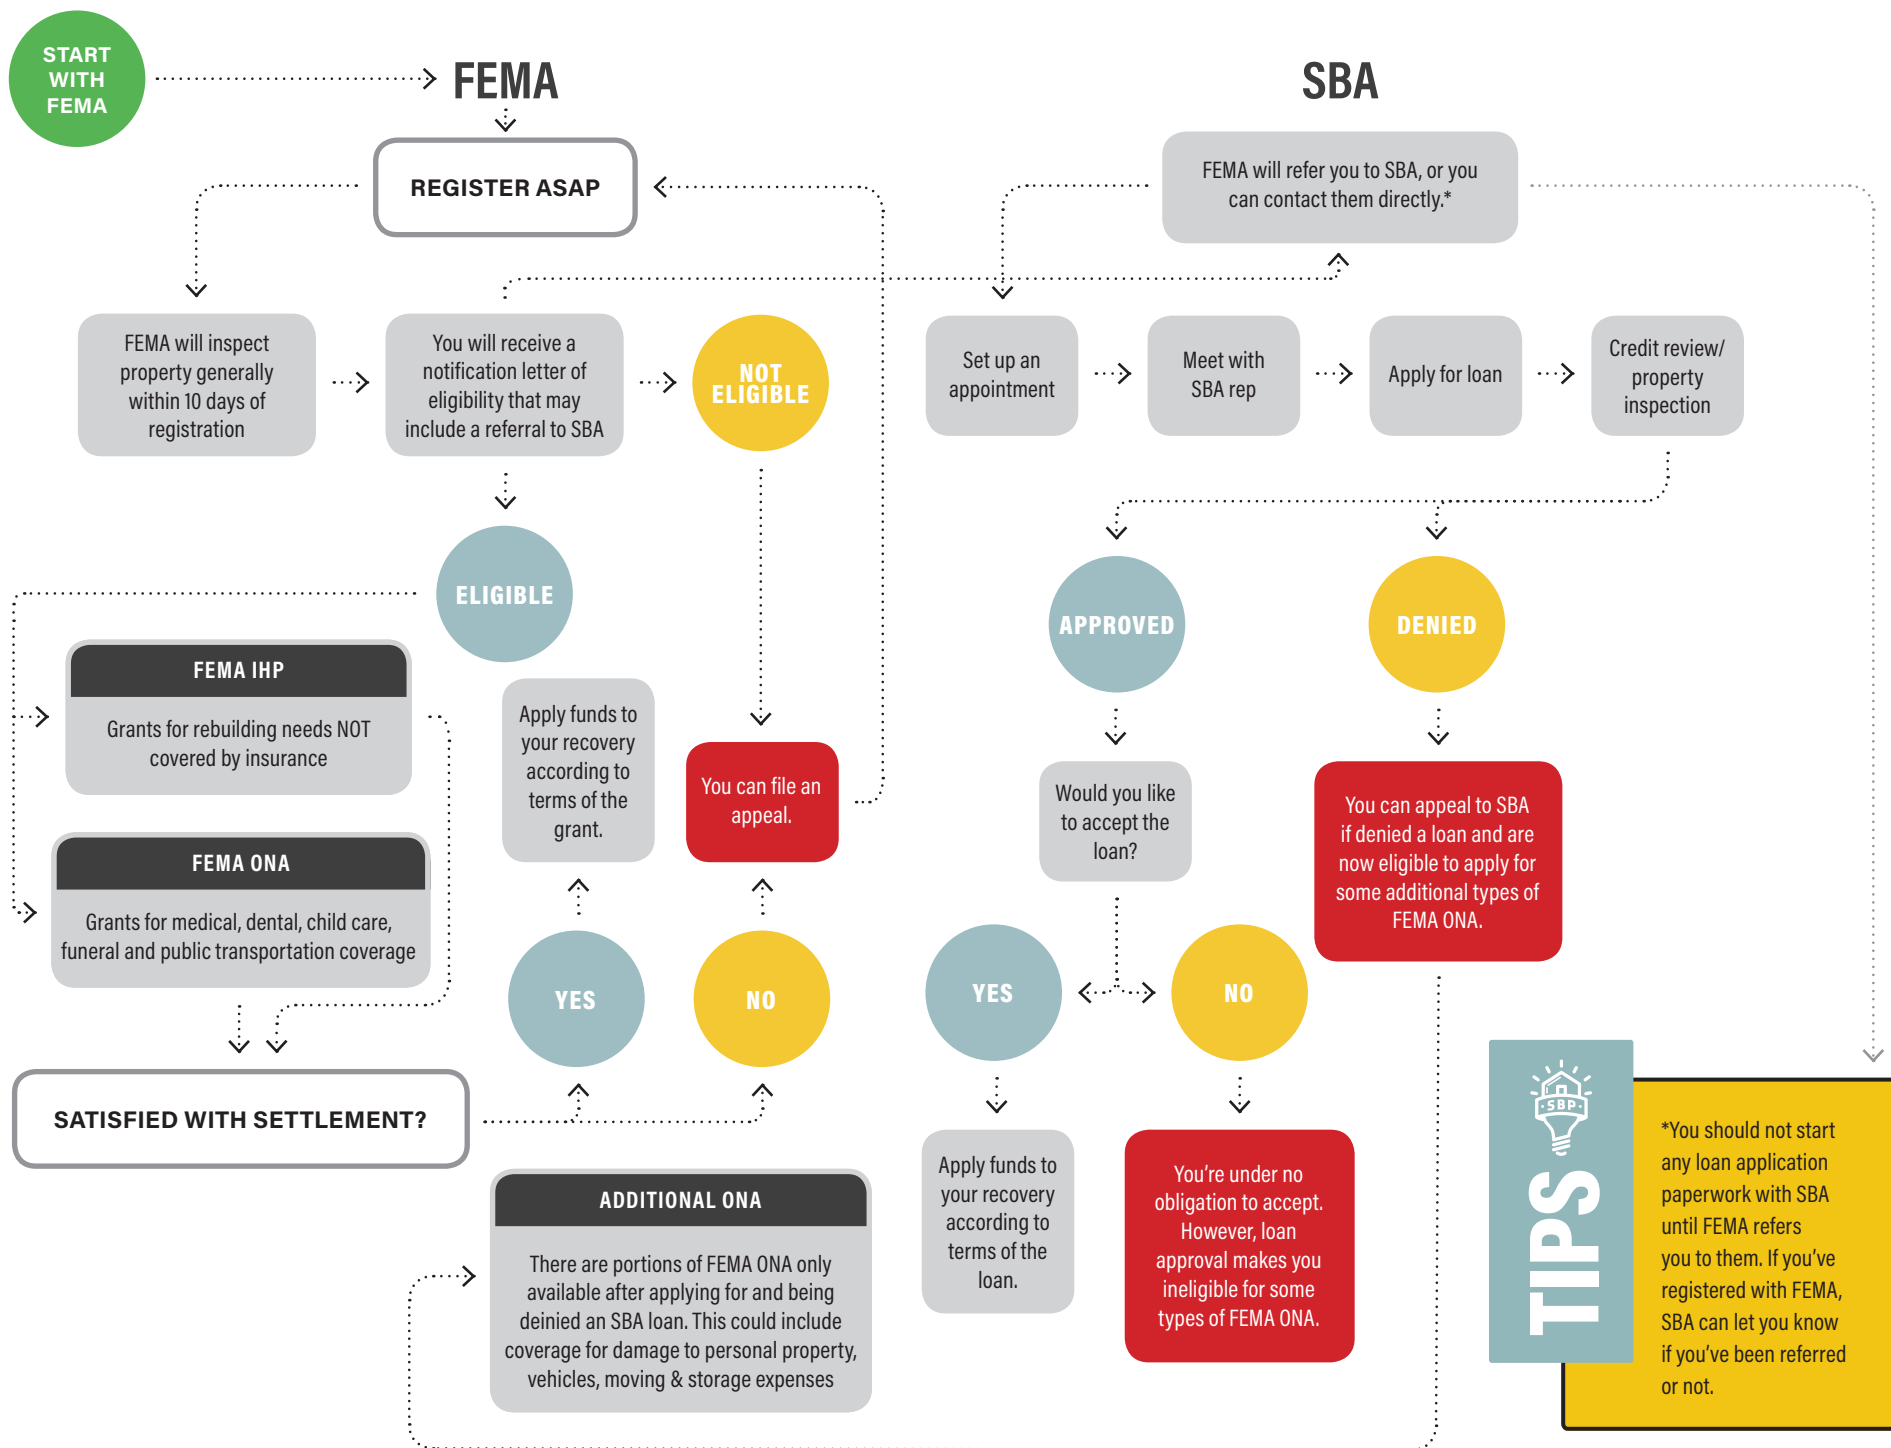 START
WITH
FEMA
FEMA
REGISTER ASAP
FEMA will inspect
property generally
within 10 days of
registration
You will receive a
notification letter of
eligibility that may
include a referral to SBA
NOT
ELIGIBLE
ELIGIBLE
FEMA IHP
Grants for rebuilding needs NOT
covered by insurance
FEMA ONA
Grants for medical, dental, child care,
funeral and public transportation coverage
SATISFIED WITH SETTLEMENT?
YES
NO
Apply funds to
your recovery
according to
terms of the
grant.
You can file an
appeal.
ADDITIONAL ONA
There are portions of FEMA ONA only
available after applying for and being
deinied an SBA loan. This could include
coverage for damage to personal property,
vehicles, moving & storage expenses
SBA
FEMA will refer you to SBA, or you
can contact them directly.*
Set up an
appointment
Meet with
SBA rep
Apply for loan
Credit review/
property
inspection
APPROVED
DENIED
Would you like
to accept the
loan?
You can appeal to SBA
if denied a loan and are
now eligible to apply for
some additional types of
FEMA ONA.
YES
NO
Apply funds to
your recovery
according to
terms of the
loan.
You're under no
obligation to accept.
However, loan
approval makes you
ineligible for some
types of FEMA ONA.
·SBP·
TIPS
*You should not start
any loan application
paperwork with SBA
until FEMA refers
you to them. If you've
registered with FEMA,
SBA can let you know
if you've been referred
or not.